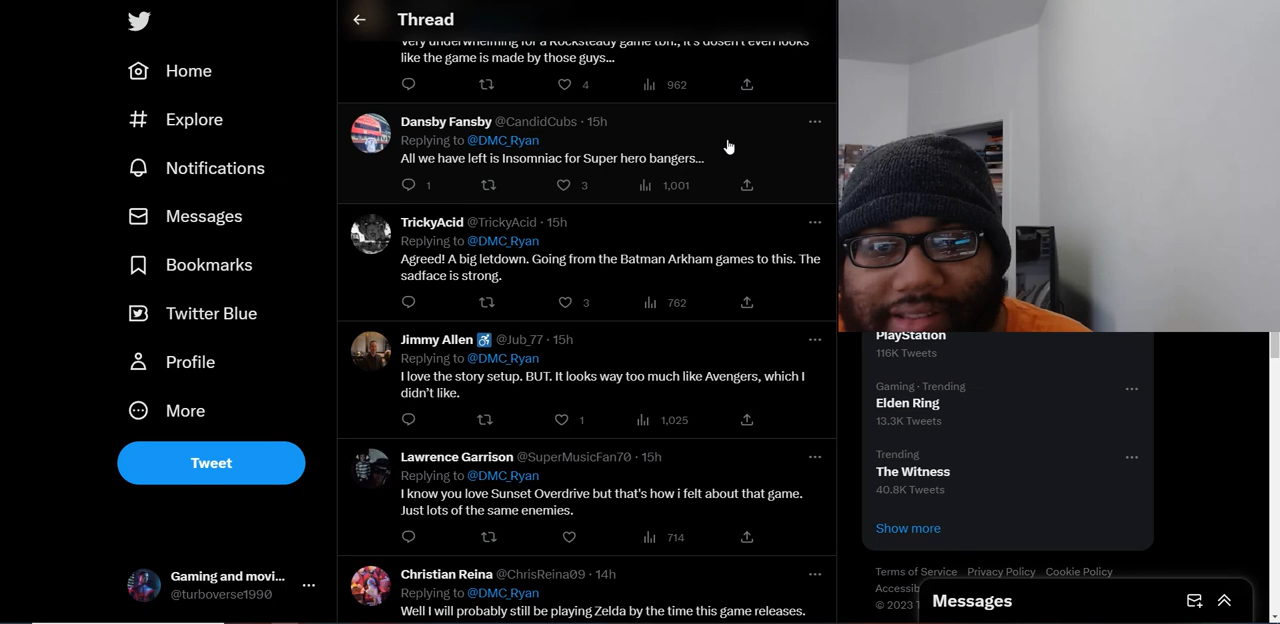 Home
Explore
Notifications
Messages
Bookmarks
Twitter Blue
Profile
More
Tweet
Gaming and movi...
@turboverse1990
Thread
Very underwhelming for a Rocksteady game tbh., it's dosen't even looks
like the game is made by those guys...
4 962
Dansby Fansby @CandidCubs · 15h
Replying to @DMC_Ryan
All we have left is Insomniac for Super hero bangers...
1 3 1,001
TrickyAcid @TrickyAcid · 15h
Replying to @DMC_Ryan
Agreed! A big letdown. Going from the Batman Arkham games to this. The
sadface is strong.
3 762
Jimmy Allen ♿ @Jub_77 · 15h
Replying to @DMC_Ryan
I love the story setup. BUT. It looks way too much like Avengers, which I
didn't like.
1 1,025
Lawrence Garrison @SuperMusicFan70 · 15h
Replying to @DMC_Ryan
I know you love Sunset Overdrive but that's how i felt about that game.
Just lots of the same enemies.
714
Christian Reina @ChrisReina09 · 14h
Replying to @DMC_Ryan
Well I will probably still be playing Zelda by the time this game releases.
PlayStation
116K Tweets
Gaming · Trending
Elden Ring
13.3K Tweets
Trending
The Witness
40.8K Tweets
Show more
Terms of Service Privacy Policy Cookie Policy
© 2023
Messages